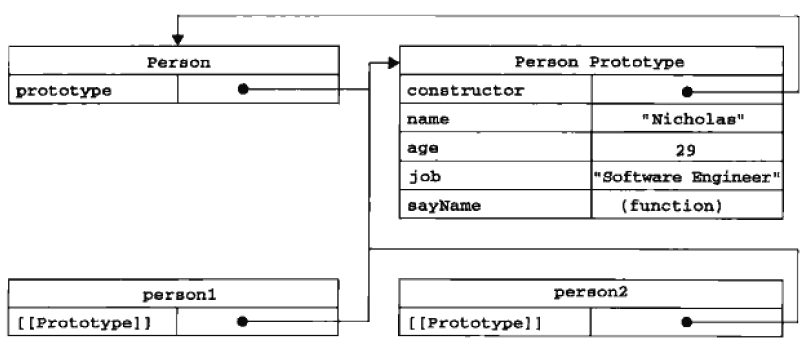 Person
prototype
Person Prototype
constructor
name "Nicholas"
age 29
job "Software Engineer"
sayName (function)
person1
[[Prototype]}
person2
[[Prototype]]